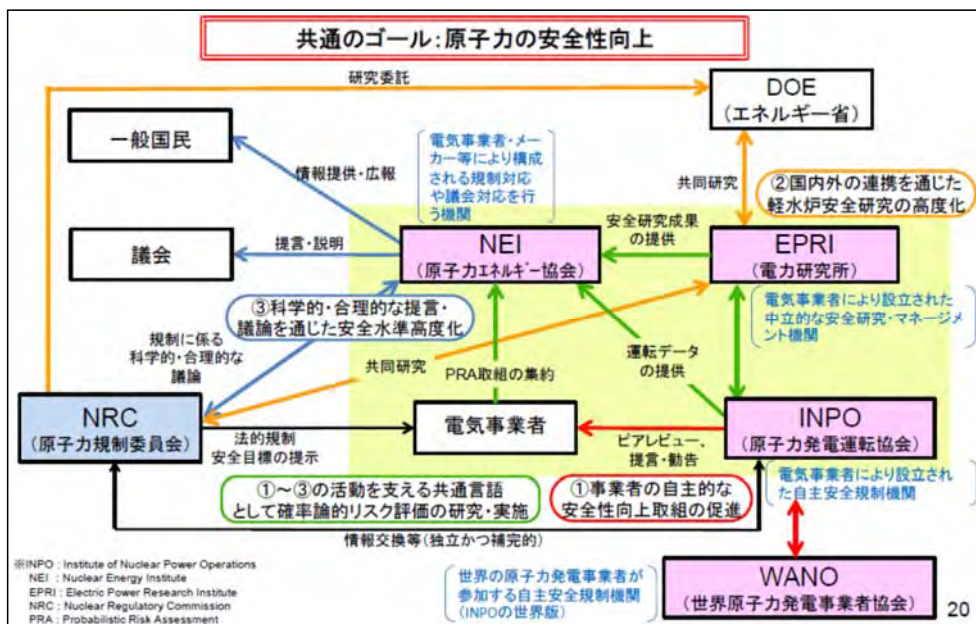 共通のゴール：原子力の安全性向上
研究委託
DOE
（エネルギー省）
一般国民
電気事業者・メー
カー等により構成
される規制対応
や議会対応を行
う機関
情報提供・広報
共同研究
②国内外の連携を通じた
軽水炉安全研究の高度化
安全研究成果
の提供
議会
提言・説明
NEI
（原子力エネルギー協会）
EPRI
（電力研究所）
③科学的・合理的な提言・
議論を通じた安全水準高度化
電気事業者により設立された
中立的な安全研究・マネージメ
ント機関
規制に係る
科学的・合理的な
議論
共同研究
PRA取組の集約
運転データ
の提供
NRC
（原子力規制委員会）
電気事業者
INPO
（原子力発電運転協会）
法的規制
安全目標の提示
ピアレビュー、
提言・勧告
電気事業者により設立され
た自主安全規制機関
①～③の活動を支える共通言語
として確率論的リスク評価の研究・実施
①事業者の自主的な
安全性向上取組の促進
情報交換等（独立かつ補完的）
※INPO : Institute of Nuclear Power Operations
NEI : Nuclear Energy Institute
EPRI : Electric Power Research Institute
NRC : Nuclear Regulatory Commission
PRA : Probabilistic Risk Assessment
世界の原子力発電事業者が
参加する自主安全規制機関
（INPOの世界版）
WANO
（世界原子力発電事業者協会）
20